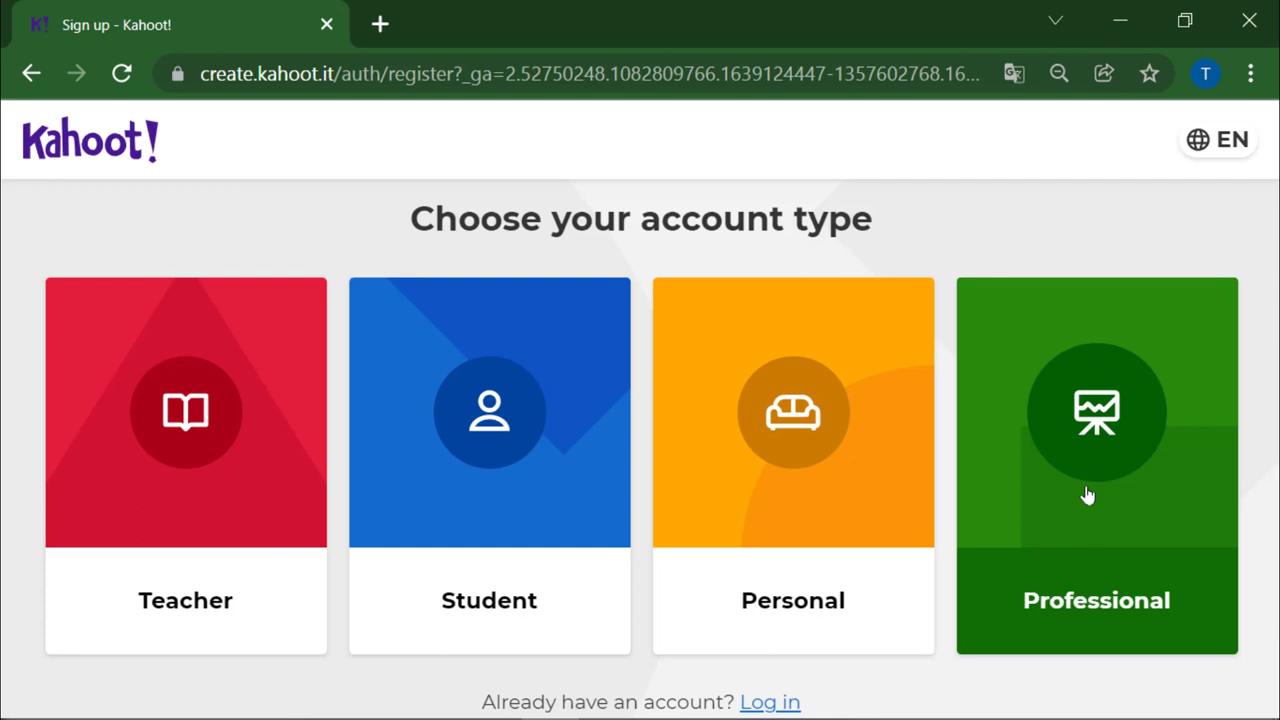 Sign up - Kahoot!
create.kahoot.it/auth/register?_ga=2.52750248.1082809766.1639124447-1357602768.16...
T
Kahoot!
EN
Choose your account type
Teacher
Student
Personal
Professional
Already have an account? Log in